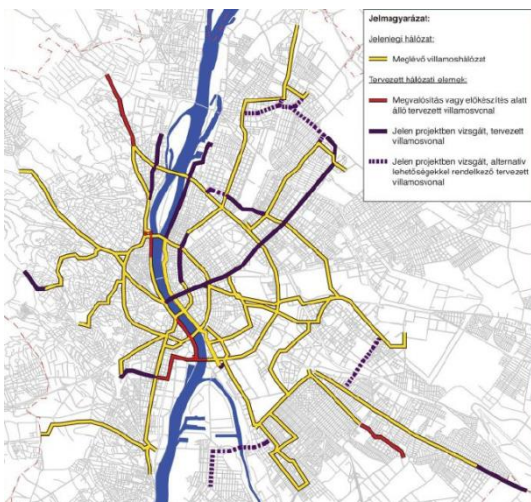 Jelmagyarázat:
Jelenlegi hálózat:
Meglévő villamoshálózat
Tervezett hálózati elemek:
Megvalósítás vagy előkészítés alatt
álló tervezett villamosvonal
Jelen projektben vizsgált, tervezett
villamosvonal
Jelen projektben vizsgált, alternatív
lehetőségekkel rendelkező tervezett
villamosvonal